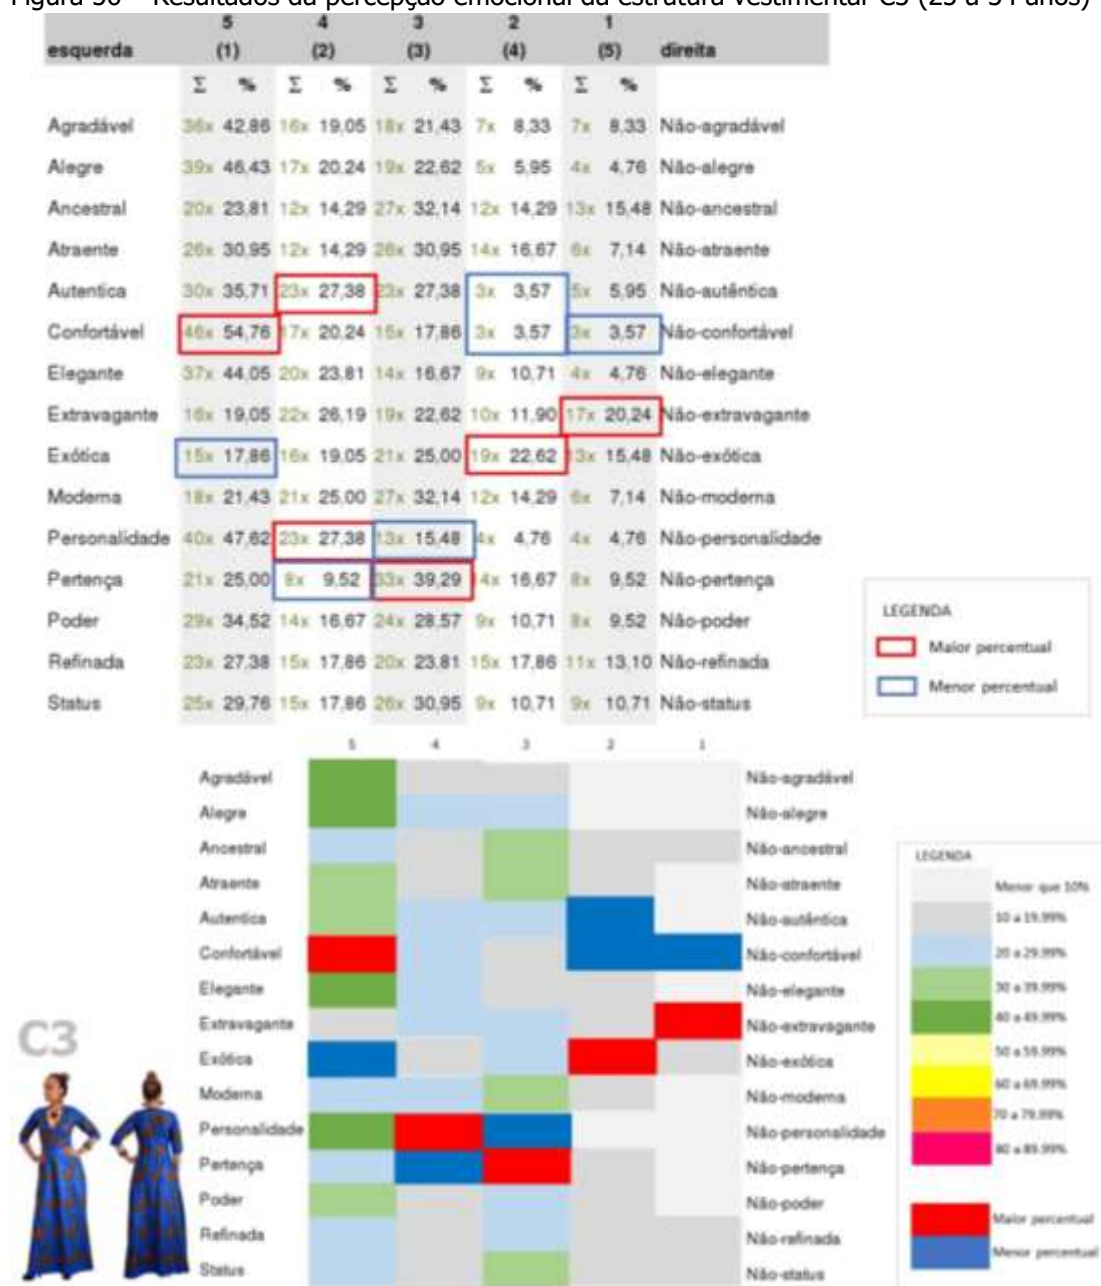 Figura 50 – Resultados da percepção emocional da estrutura vestimental C3 (25 a 34 anos)
5 4 3 2 1
esquerda (1) (2) (3) (4) (5) direita
Σ % Σ % Σ % Σ % Σ %
Agradável 36x 42,86 16x 19,05 18x 21,43 7x 8,33 7x 8,33 Não-agradável
Alegre 39x 46,43 17x 20,24 19x 22,62 5x 5,95 4x 4,76 Não-alegre
Ancestral 20x 23,81 12x 14,29 27x 32,14 12x 14,29 13x 15,48 Não-ancestral
Atraente 26x 30,95 12x 14,29 26x 30,95 14x 16,67 6x 7,14 Não-atraente
Autentica 30x 35,71 23x 27,38 23x 27,38 3x 3,57 5x 5,95 Não-autêntica
Confortável 46x 54,76 17x 20,24 15x 17,86 3x 3,57 3x 3,57 Não-confortável
Elegante 37x 44,05 20x 23,81 14x 16,67 9x 10,71 4x 4,76 Não-elegante
Extravagante 16x 19,05 22x 26,19 19x 22,62 10x 11,90 17x 20,24 Não-extravagante
Exótica 15x 17,86 16x 19,05 21x 25,00 19x 22,62 13x 15,48 Não-exótica
Moderna 18x 21,43 21x 25,00 27x 32,14 12x 14,29 6x 7,14 Não-moderna
Personalidade 40x 47,62 23x 27,38 13x 15,48 4x 4,76 4x 4,76 Não-personalidade
Pertença 21x 25,00 8x 9,52 33x 39,29 14x 16,67 8x 9,52 Não-pertença
Poder 29x 34,52 14x 16,67 24x 28,57 9x 10,71 8x 9,52 Não-poder
Refinada 23x 27,38 15x 17,86 20x 23,81 15x 17,86 11x 13,10 Não-refinada
Status 25x 29,76 15x 17,86 26x 30,95 9x 10,71 9x 10,71 Não-status
LEGENDA
Maior percentual
Menor percentual
5 4 3 2 1
Agradável Não-agradável
Alegre Não-alegre
Ancestral Não-ancestral
Atraente Não-atraente
Autentica Não-autêntica
Confortável Não-confortável
Elegante Não-elegante
Extravagante Não-extravagante
Exótica Não-exótica
Moderna Não-moderna
Personalidade Não-personalidade
Pertença Não-pertença
Poder Não-poder
Refinada Não-refinada
Status Não-status
C3
LEGENDA
Menor que 10%
10 a 19.99%
20 a 29.99%
30 a 39.99%
40 a 49.99%
50 a 59.99%
60 a 69.99%
70 a 79.99%
80 a 89.99%
Maior percentual
Menor percentual